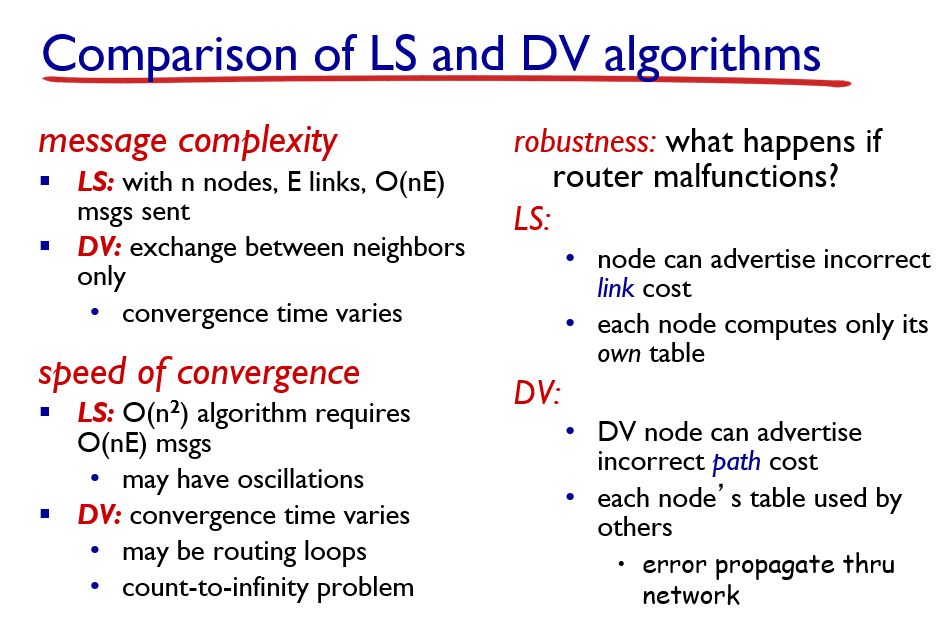 Comparison of LS and DV algorithms
message complexity
▪ LS: with n nodes, E links, O(nE)
msgs sent
▪ DV: exchange between neighbors
only
• convergence time varies
speed of convergence
▪ LS: O(n²) algorithm requires
O(nE) msgs
• may have oscillations
▪ DV: convergence time varies
• may be routing loops
• count-to-infinity problem
robustness: what happens if
router malfunctions?
LS:
• node can advertise incorrect
link cost
• each node computes only its
own table
DV:
• DV node can advertise
incorrect path cost
• each node’s table used by
others
• error propagate thru
network